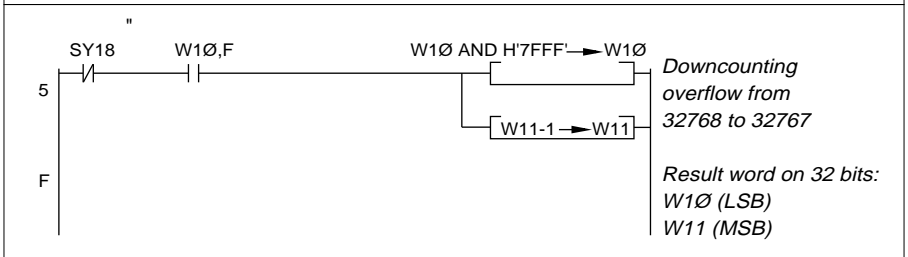 "
SY18 W1Ø,F W1Ø AND H'7FFF' → W1Ø
5
Downcounting
overflow from
32768 to 32767
W11-1 → W11
F
Result word on 32 bits:
W1Ø (LSB)
W11 (MSB)